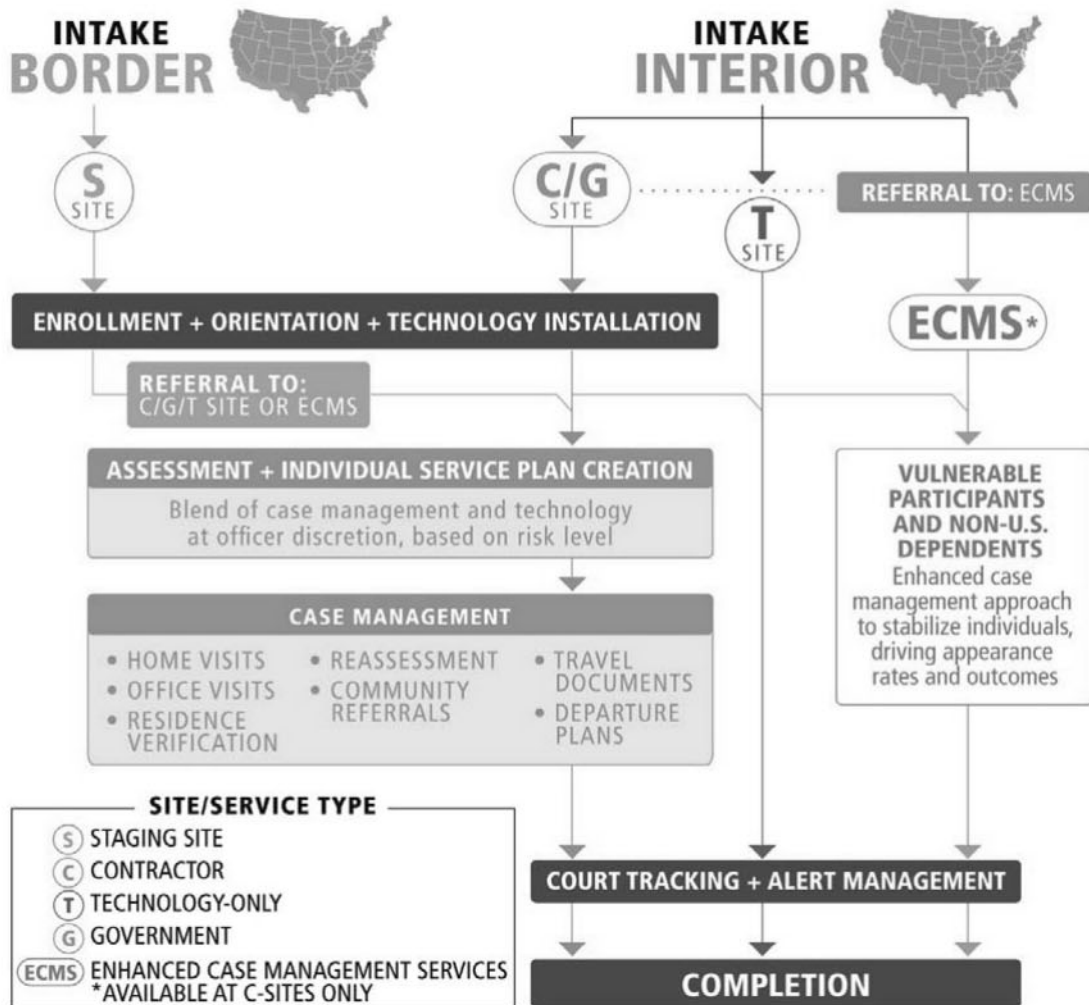 INTAKE
BORDER
INTAKE
INTERIOR
S
SITE
C/G
SITE
T
SITE
REFERRAL TO: ECMS
ENROLLMENT + ORIENTATION + TECHNOLOGY INSTALLATION
ECMS*
REFERRAL TO:
C/G/T SITE OR ECMS
ASSESSMENT + INDIVIDUAL SERVICE PLAN CREATION
Blend of case management and technology
at officer discretion, based on risk level
VULNERABLE
PARTICIPANTS
AND NON-U.S.
DEPENDENTS
Enhanced case
management approach
to stabilize individuals,
driving appearance
rates and outcomes
CASE MANAGEMENT
• HOME VISITS
• OFFICE VISITS
• RESIDENCE
VERIFICATION
• REASSESSMENT
• COMMUNITY
REFERRALS
• TRAVEL
DOCUMENTS
• DEPARTURE
PLANS
SITE/SERVICE TYPE
S STAGING SITE
C CONTRACTOR
T TECHNOLOGY-ONLY
G GOVERNMENT
ECMS ENHANCED CASE MANAGEMENT SERVICES
*AVAILABLE AT C-SITES ONLY
COURT TRACKING + ALERT MANAGEMENT
COMPLETION